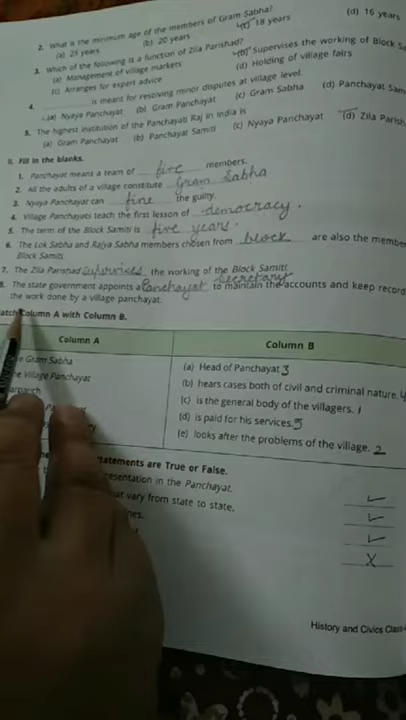 2. What is the minimum age of the members of Gram Sabha?
(a) 25 years (b) 20 years (c) 18 years (d) 16 years
3. Which of the following is a function of Zila Parishad?
(a) Management of village markets (b) Supervises the working of Block Sa
(c) Arranges for expert advice (d) Holding of village fairs
4. is meant for resolving minor disputes at village level.
(a) Nyaya Panchayat (b) Gram Panchayat (c) Gram Sabha (d) Panchayat Sam
5. The highest institution of the Panchayati Raj in India is
(a) Gram Panchayat (b) Panchayat Samiti (c) Nyaya Panchayat (d) Zila Parish
II. Fill in the blanks.
1. Panchayat means a team of five members.
2. All the adults of a village constitute Gram Sabha
3. Nyaya Panchayat can fine the guilty.
4. Village Panchayats teach the first lesson of democracy.
5. The term of the Block Samiti is five years.
6. The Lok Sabha and Rajya Sabha members chosen from block are also the membe
Block Samiti.
7. The Zila Parishad supervises the working of the Block Samiti.
8. The state government appoints a Panchayat Secretary to maintain the accounts and keep record
the work done by a village panchayat.
atch Column A with Column B.
Column A Column B
e Gram Sabha (a) Head of Panchayat 3
he Village Panchayat (b) hears cases both of civil and criminal nature. 4
arpanch (c) is the general body of the villagers. 1
(d) is paid for his services. 5
(e) looks after the problems of the village. 2
statements are True or False.
esentation in the Panchayat. ✓
at vary from state to state. ✓
nes. ✓
X
History and Civics Class